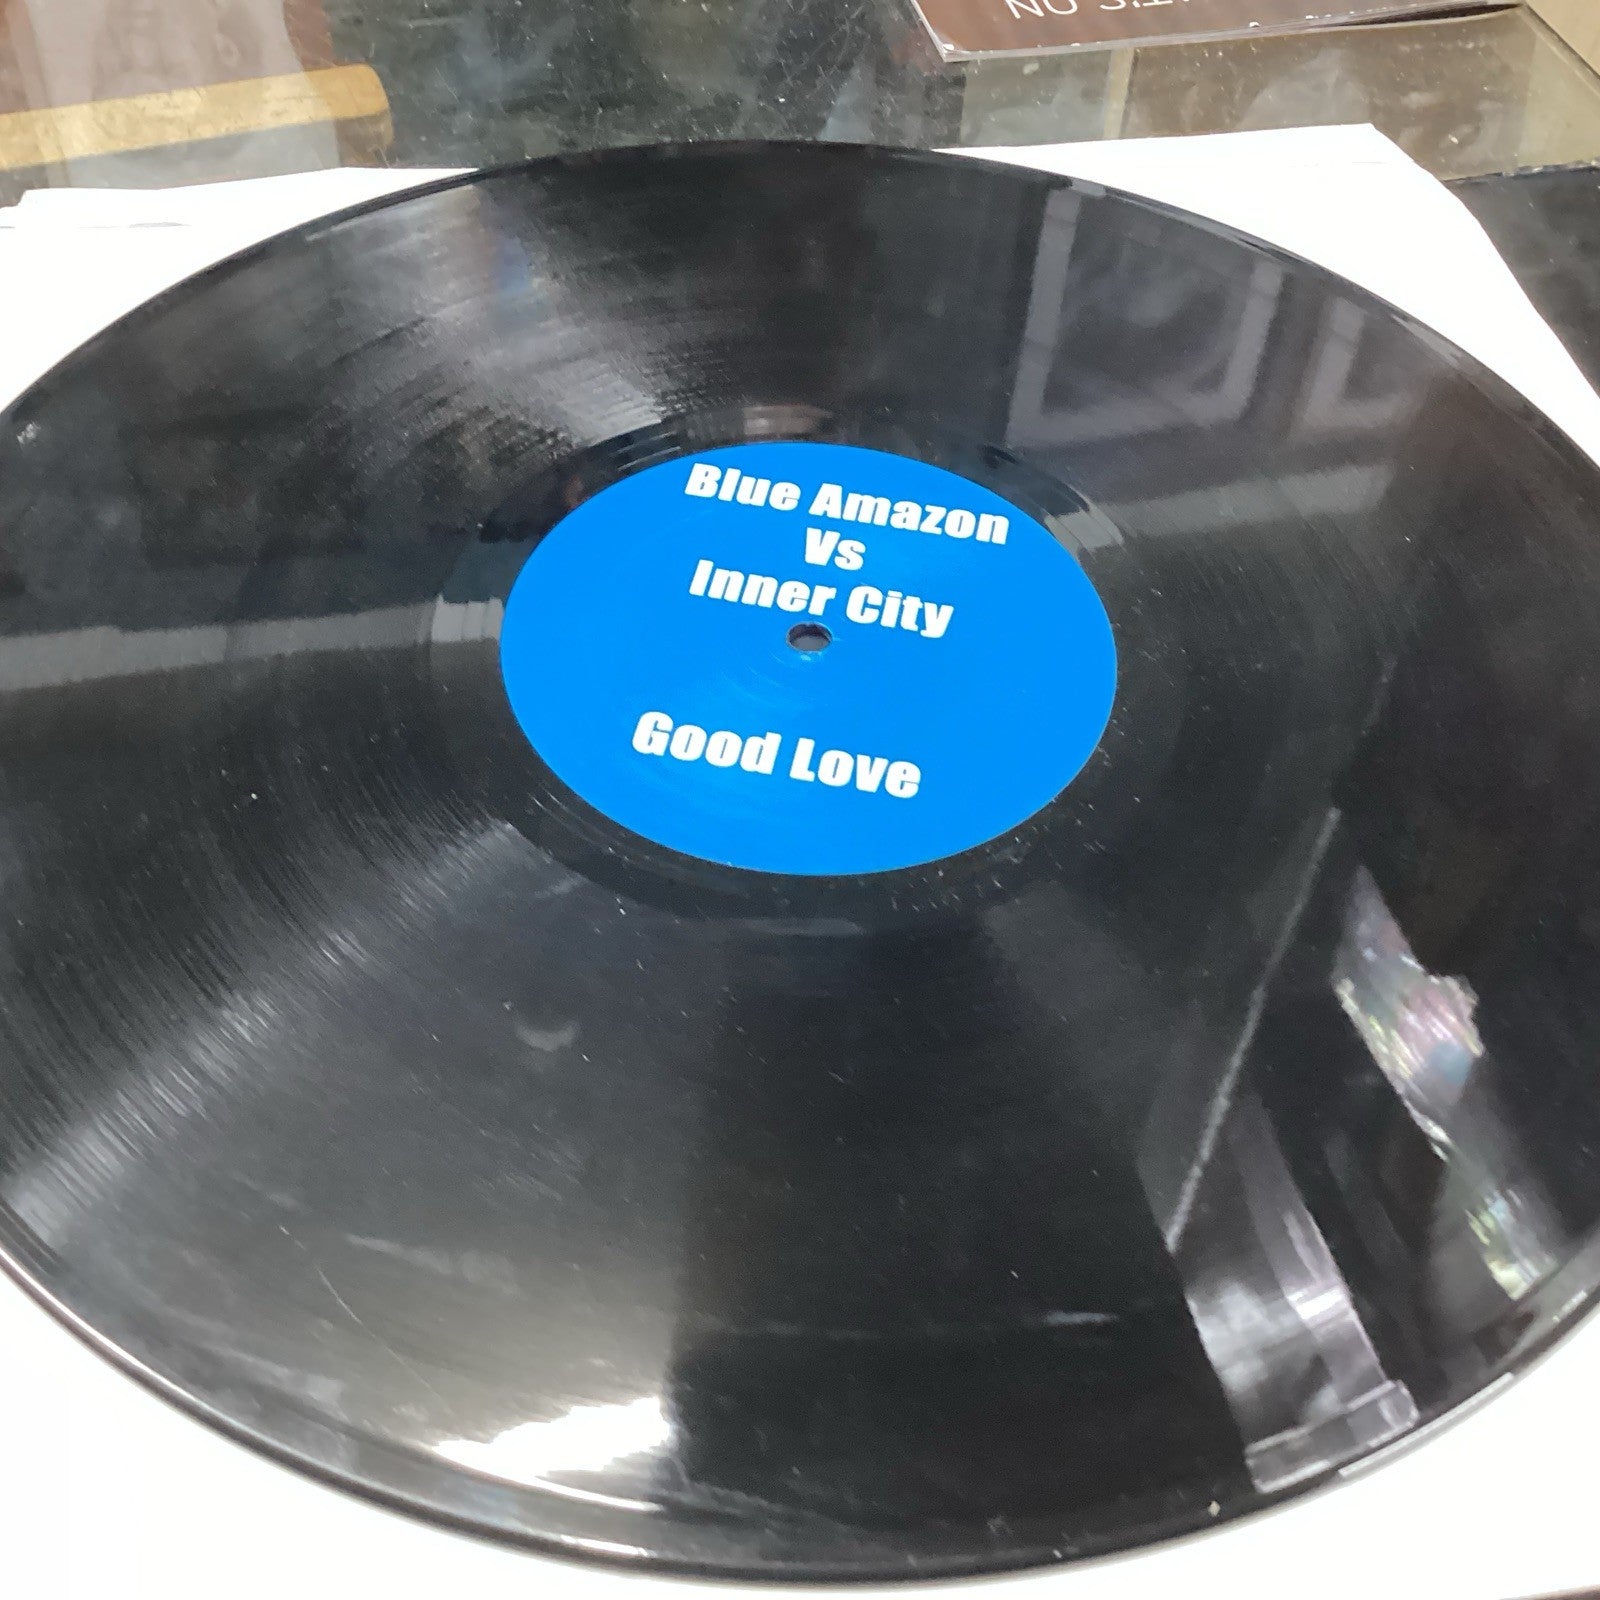 Blue Amazon
Vs
Inner City
Good Love